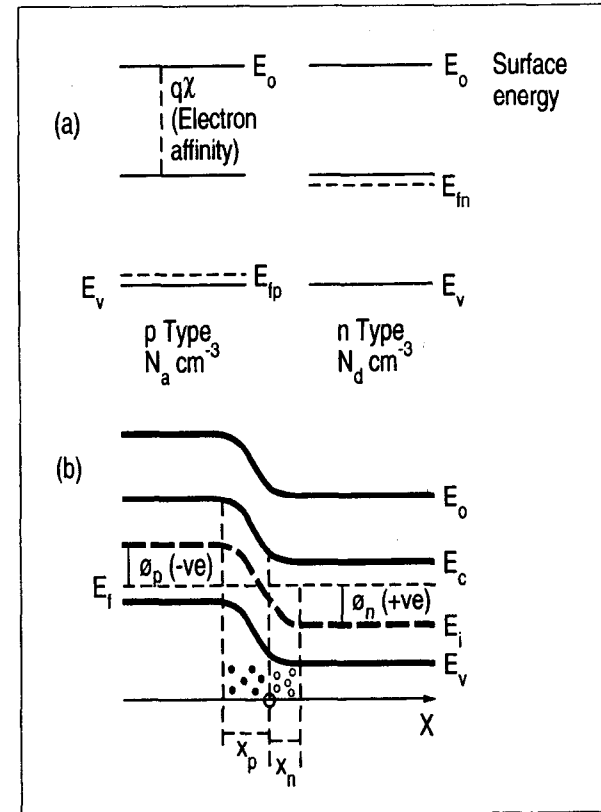 E_o E_o Surface
qχ energy
(a) (Electron
affinity)
E_fn
E_v E_fp E_v
p Type n Type
N_a cm^-3 N_d cm^-3
(b)
E_o
ø_p (-ve) E_c
E_f ø_n (+ve)
E_i
E_v
X
x_p x_n